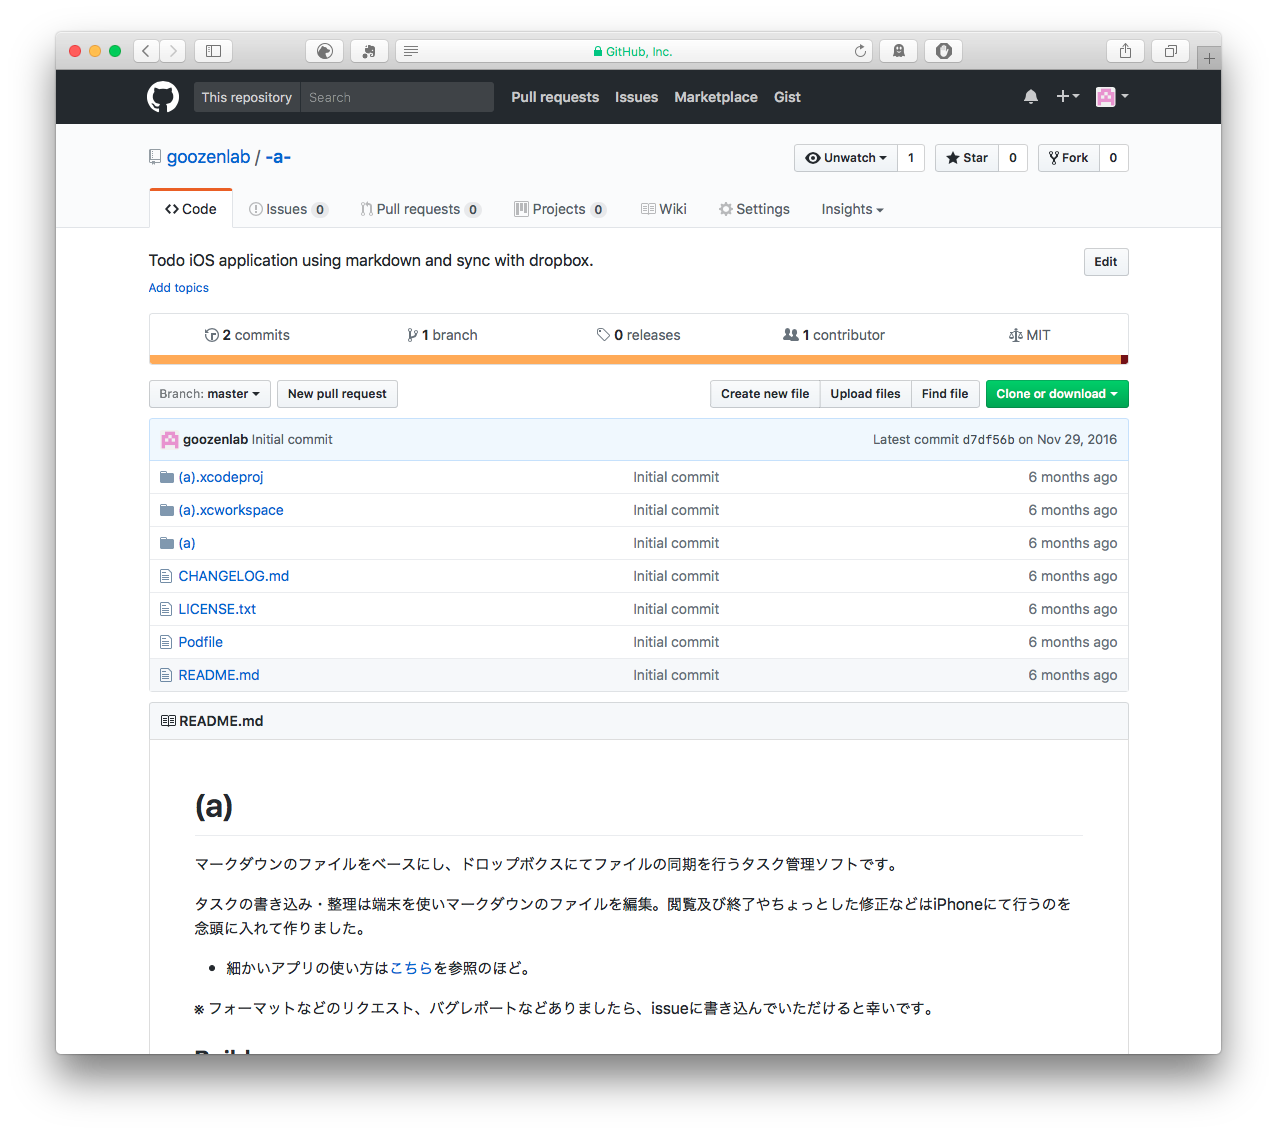 GitHub, Inc.
This repository Search Pull requests Issues Marketplace Gist
goozenlab / -a-
Unwatch 1 Star 0 Fork 0
Code Issues 0 Pull requests 0 Projects 0 Wiki Settings Insights
Todo iOS application using markdown and sync with dropbox.
Edit
Add topics
2 commits 1 branch 0 releases 1 contributor MIT
Branch: master New pull request Create new file Upload files Find file Clone or download
goozenlab Initial commit Latest commit d7df56b on Nov 29, 2016
(a).xcodeproj Initial commit 6 months ago
(a).xcworkspace Initial commit 6 months ago
(a) Initial commit 6 months ago
CHANGELOG.md Initial commit 6 months ago
LICENSE.txt Initial commit 6 months ago
Podfile Initial commit 6 months ago
README.md Initial commit 6 months ago
README.md
(a)
マークダウンのファイルをベースにし、ドロップボクスにてファイルの同期を行うタスク管理ソフトです。
タスクの書き込み・整理は端末を使いマークダウンのファイルを編集。閲覧及び終了やちょっとした修正などはiPhoneにて行うのを
念頭に入れて作りました。
• 細かいアプリの使い方はこちらを参照のほど。
※ フォーマットなどのリクエスト、バグレポートなどありましたら、issueに書き込んでいただけると幸いです。